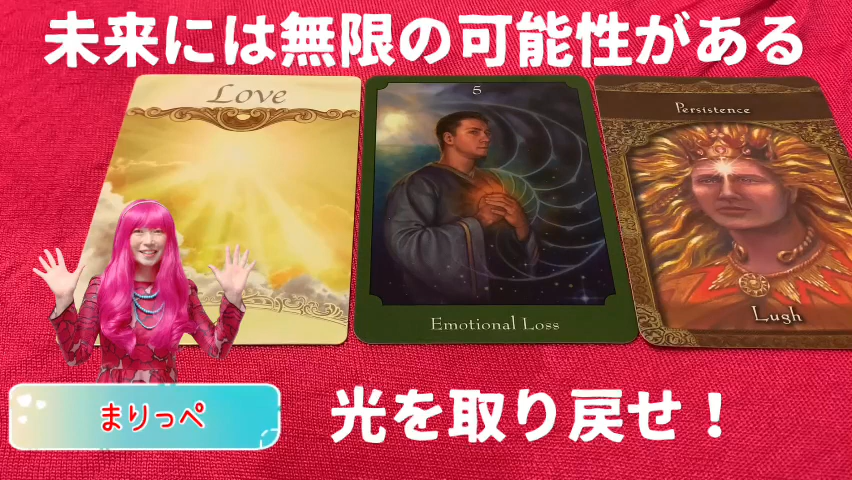 未来には無限の可能性がある
Love
5
Emotional Loss
Persistence
Lugh
まりっぺ
光を取り戻せ！